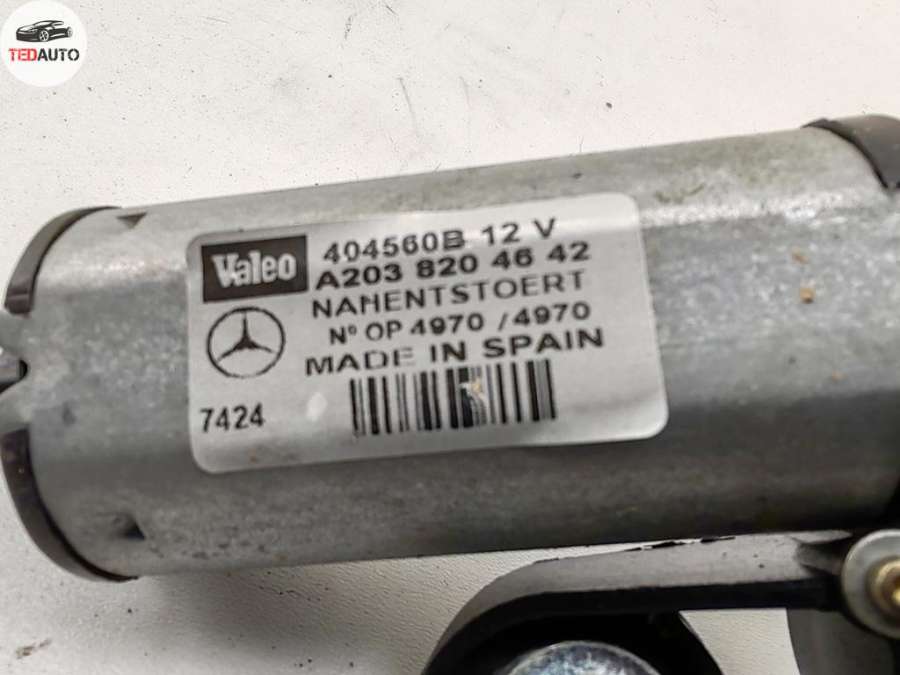 TEDAUTO
Valeo
404560B 12 V
A203 820 46 42
NAHENTSTOERT
Nº OP 4970 /4970
MADE IN SPAIN
7424